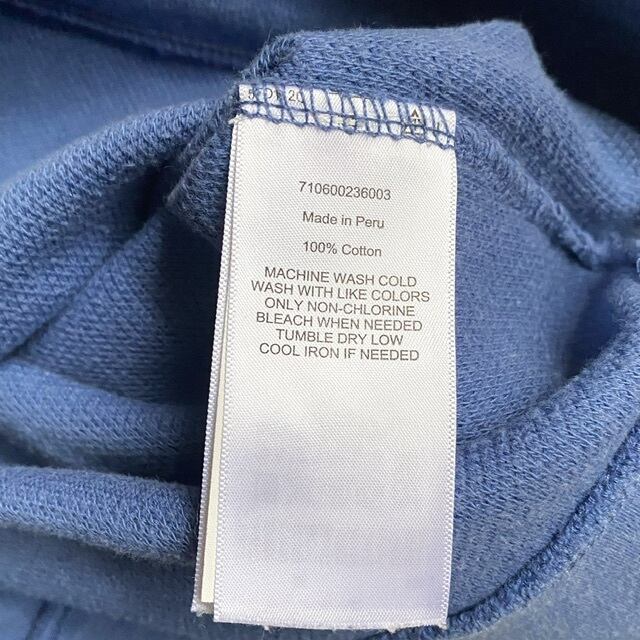 710600236003
Made in Peru
100% Cotton
MACHINE WASH COLD
WASH WITH LIKE COLORS
ONLY NON-CHLORINE
BLEACH WHEN NEEDED
TUMBLE DRY LOW
COOL IRON IF NEEDED